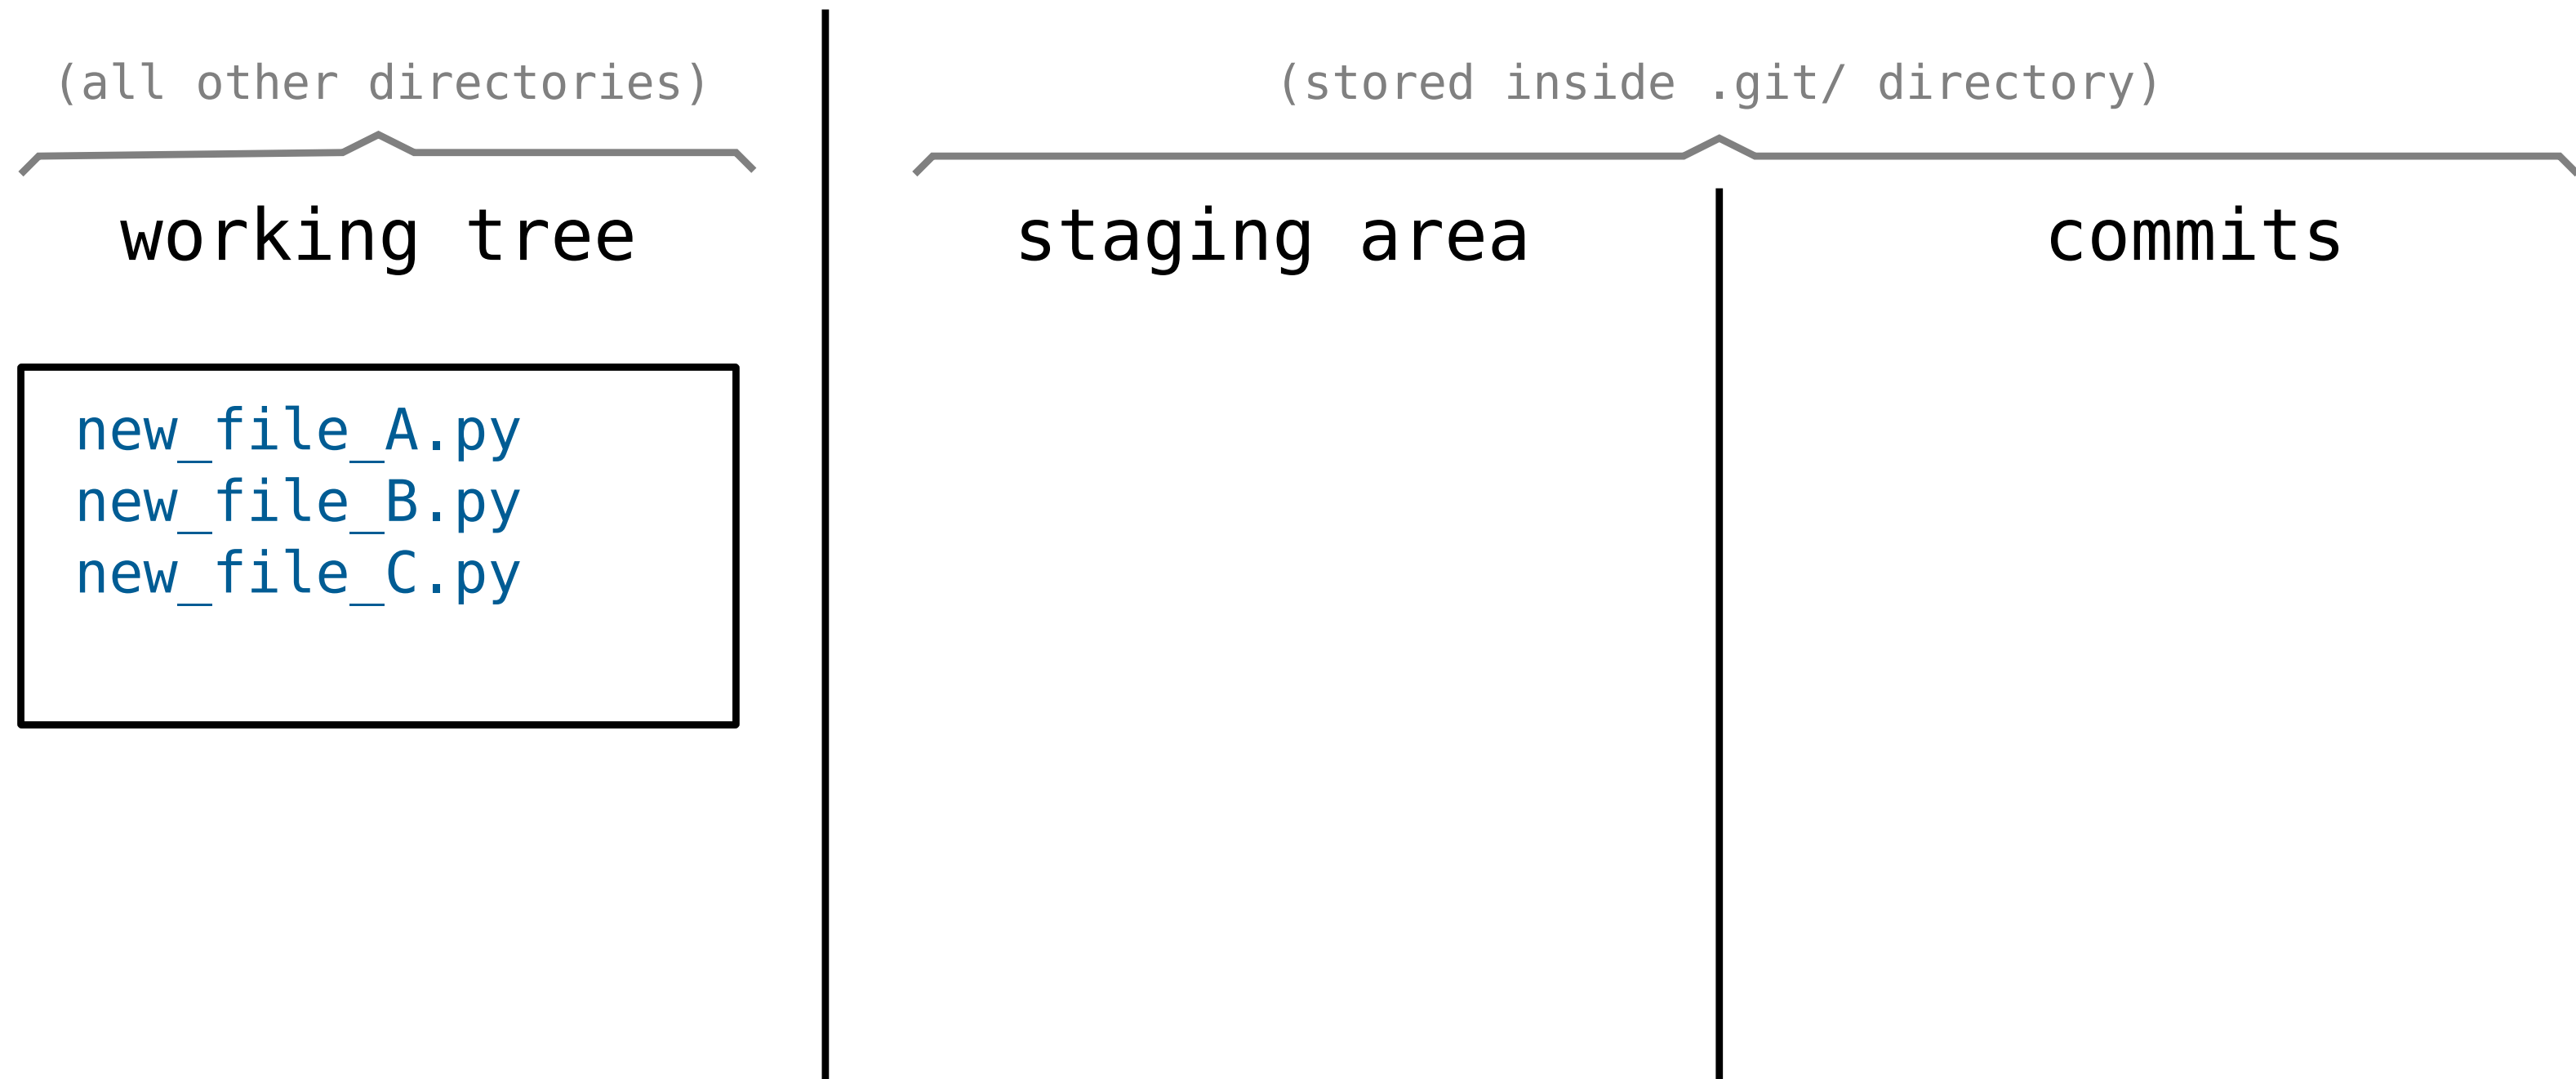 (all other directories)
(stored inside .git/ directory)
working tree
staging area
commits
new_file_A.py
new_file_B.py
new_file_C.py